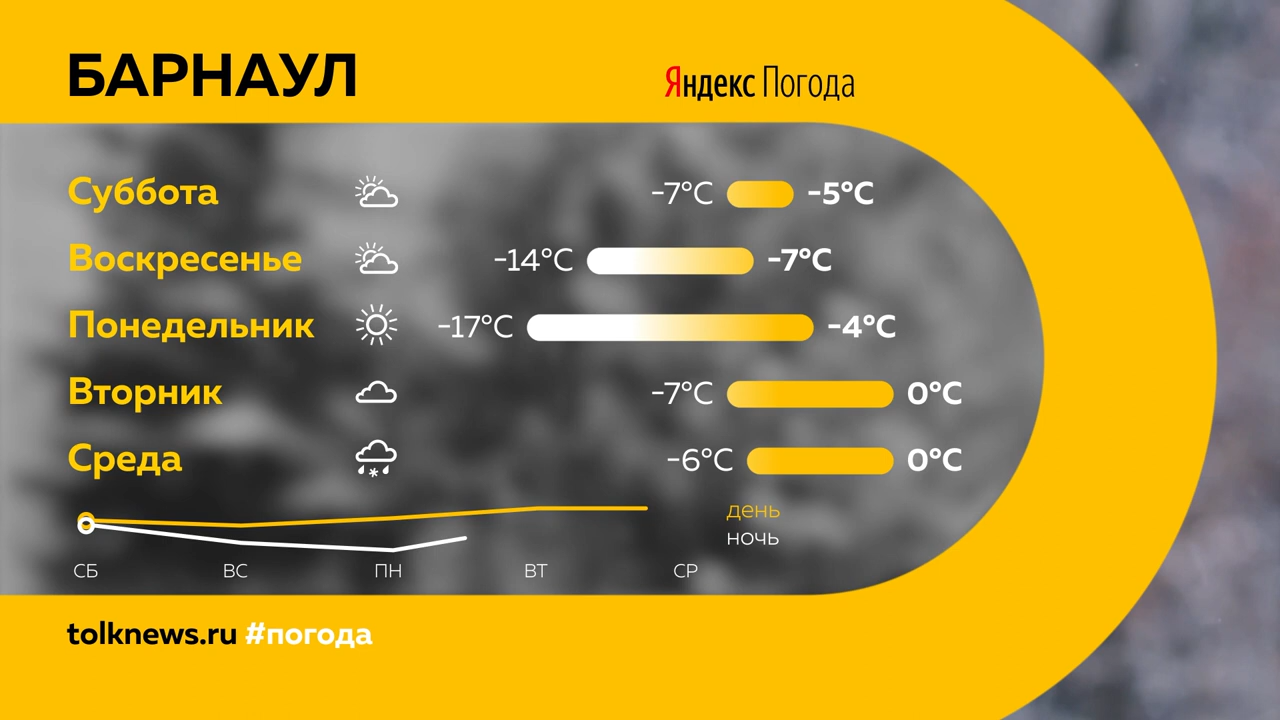 БАРНАУЛ
Яндекс Погода
Суббота -7°C -5°C
Воскресенье -14°C -7°C
Понедельник -17°C -4°C
Вторник -7°C 0°C
Среда -6°C 0°C
день
ночь
СБ ВС ПН ВТ СР
tolknews.ru #погода